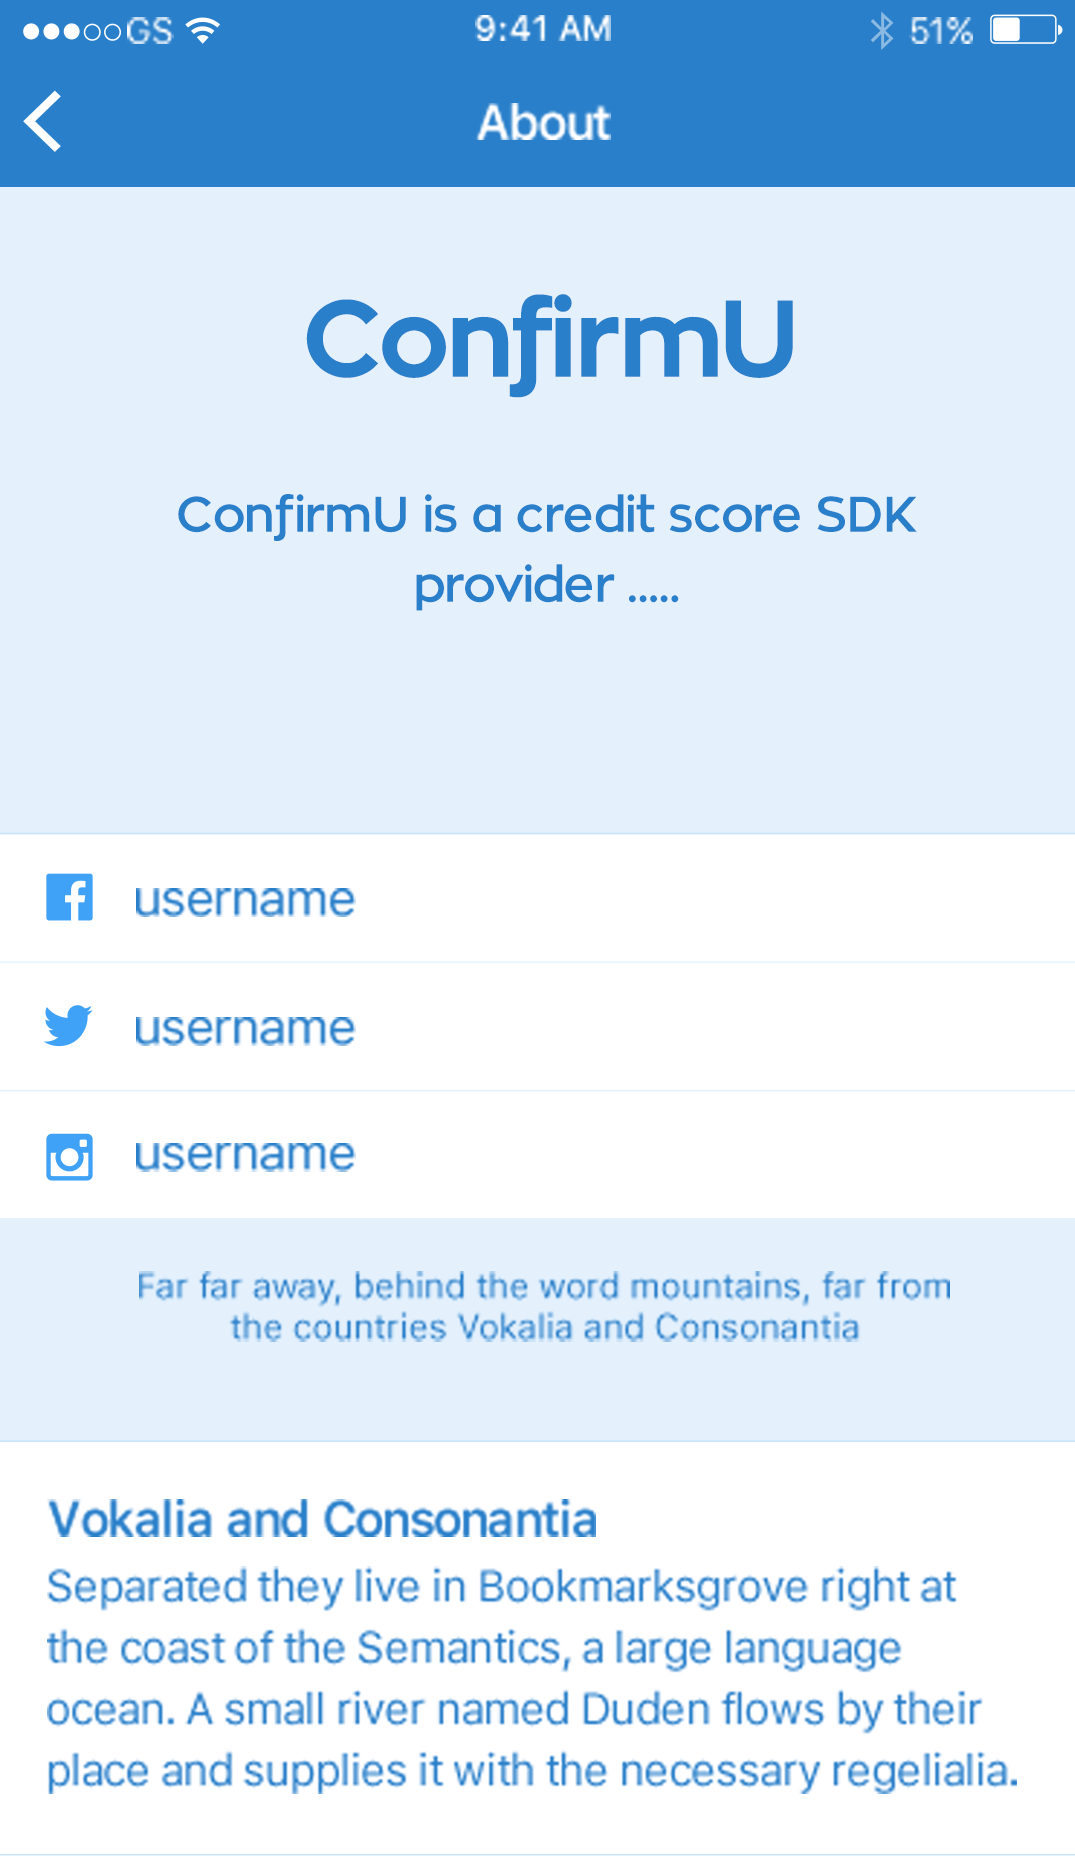 GS 9:41 AM 51%
About
ConfirmU
ConfirmU is a credit score SDK
provider .....
username
username
username
Far far away, behind the word mountains, far from
the countries Vokalia and Consonantia
Vokalia and Consonantia
Separated they live in Bookmarksgrove right at
the coast of the Semantics, a large language
ocean. A small river named Duden flows by their
place and supplies it with the necessary regelialia.